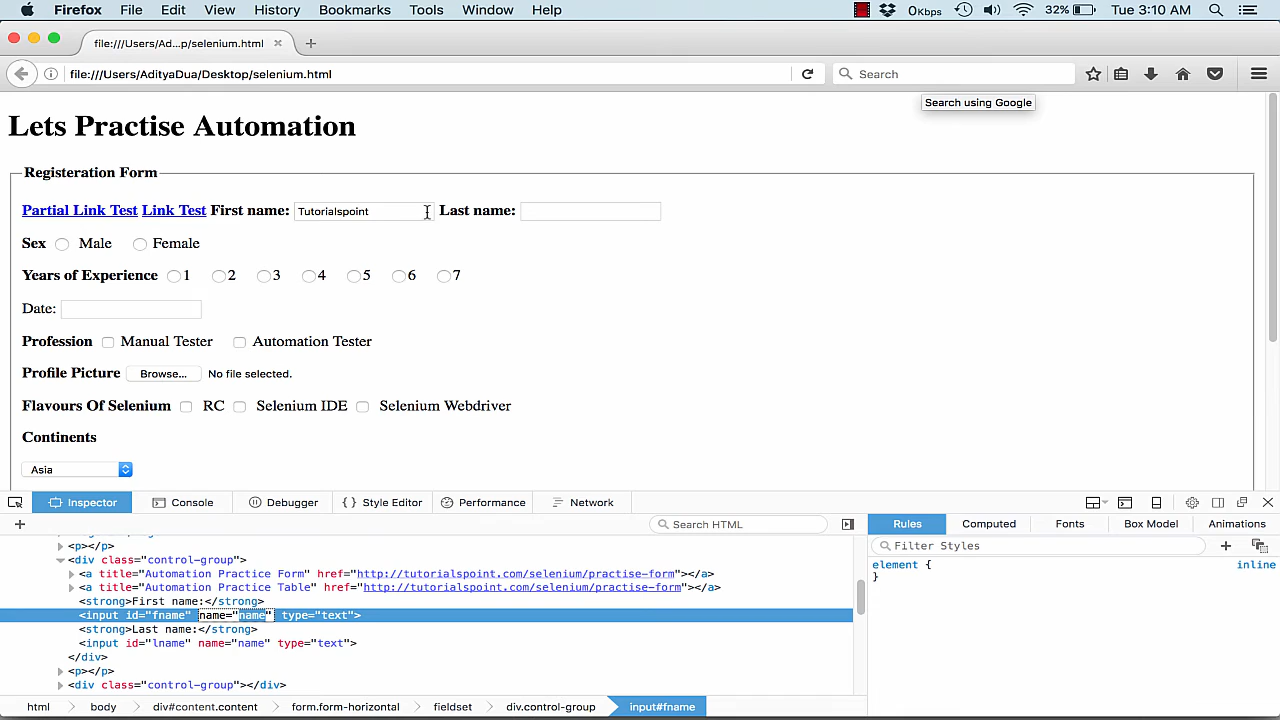 Firefox File Edit View History Bookmarks Tools Window Help 0Kbps 32% Tue 3:10 AM
file:///Users/Ad...p/selenium.html
file:///Users/AdityaDua/Desktop/selenium.html Search
Search using Google
Lets Practise Automation
Registeration Form
Partial Link Test Link Test First name: Tutorialspoint Last name:
Sex Male Female
Years of Experience 1 2 3 4 5 6 7
Date:
Profession Manual Tester Automation Tester
Profile Picture Browse... No file selected.
Flavours Of Selenium RC Selenium IDE Selenium Webdriver
Continents
Asia
Inspector Console Debugger { } Style Editor Performance Network
+ Search HTML Rules Computed Fonts Box Model Animations
<p></p> Filter Styles +
<div class="control-group"> element { inline
<a title="Automation Practice Form" href="http://tutorialspoint.com/selenium/practise-form"></a> }
<a title="Automation Practice Table" href="http://tutorialspoint.com/selenium/practise-form"></a>
<strong>First name:</strong>
<input id="fname" name="name" type="text">
<strong>Last name:</strong>
<input id="lname" name="name" type="text">
</div>
<p></p>
<div class="control-group"></div>
html body div#content.content form.form-horizontal fieldset div.control-group input#fname